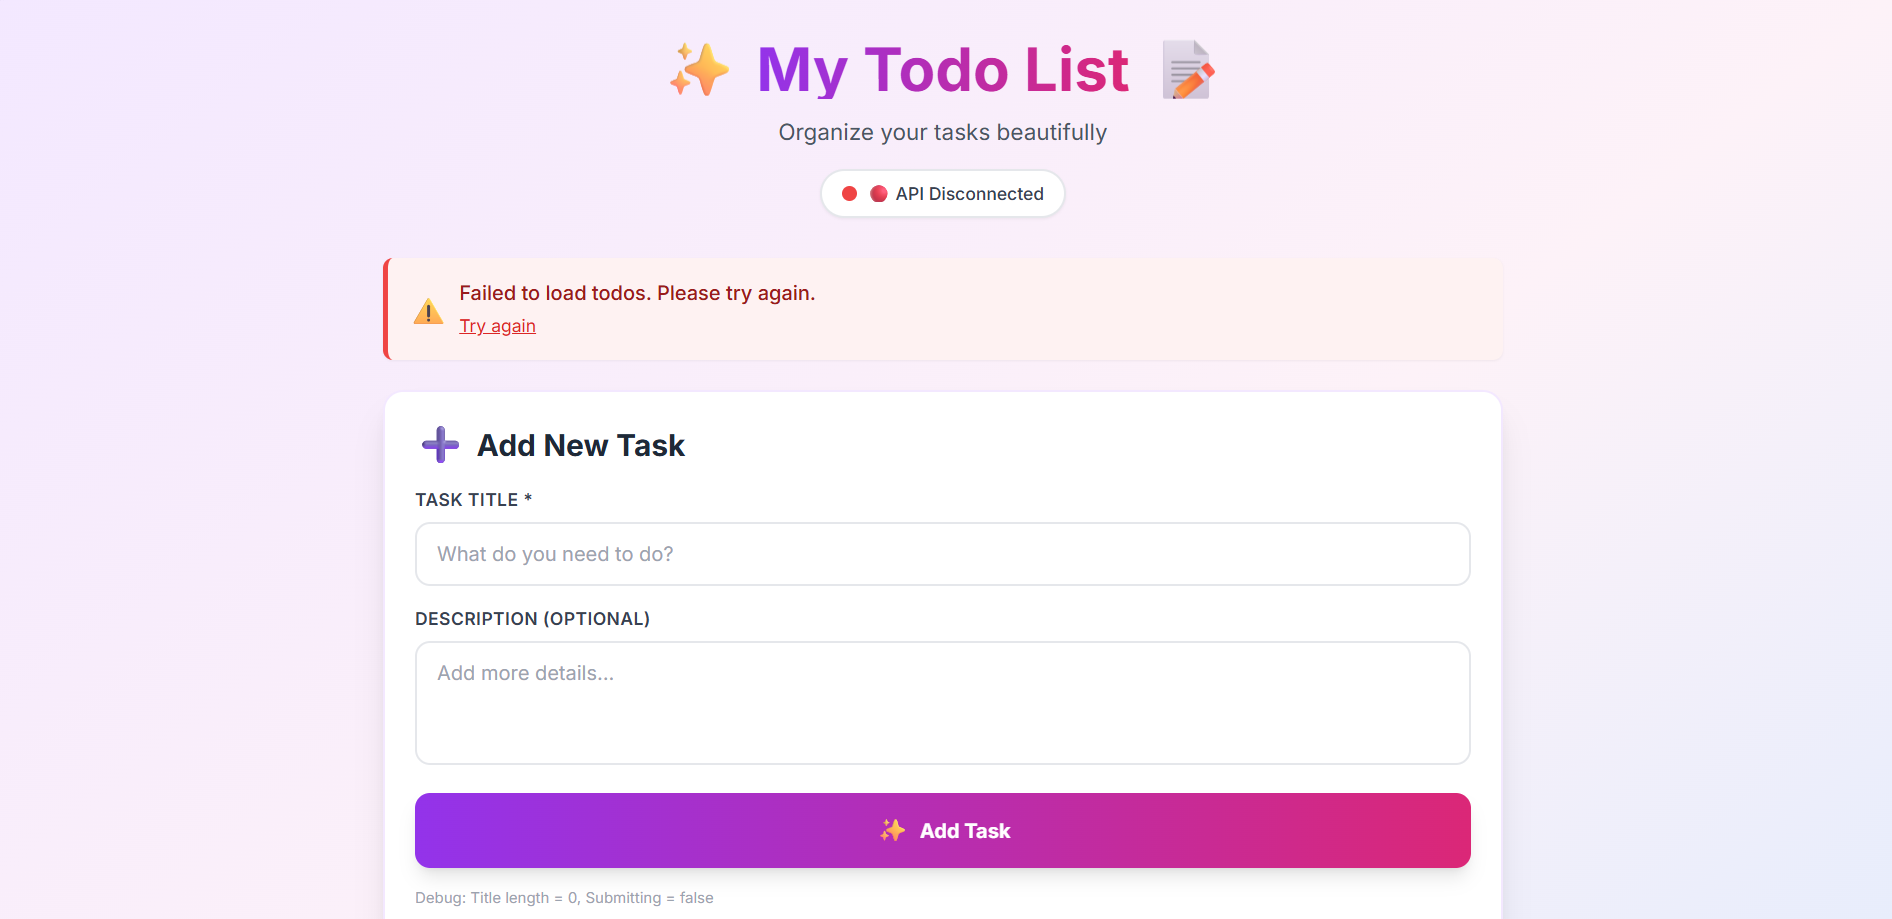 My Todo List
Organize your tasks beautifully
API Disconnected
Failed to load todos. Please try again.
Try again
Add New Task
TASK TITLE *
What do you need to do?
DESCRIPTION (OPTIONAL)
Add more details...
Add Task
Debug: Title length = 0, Submitting = false